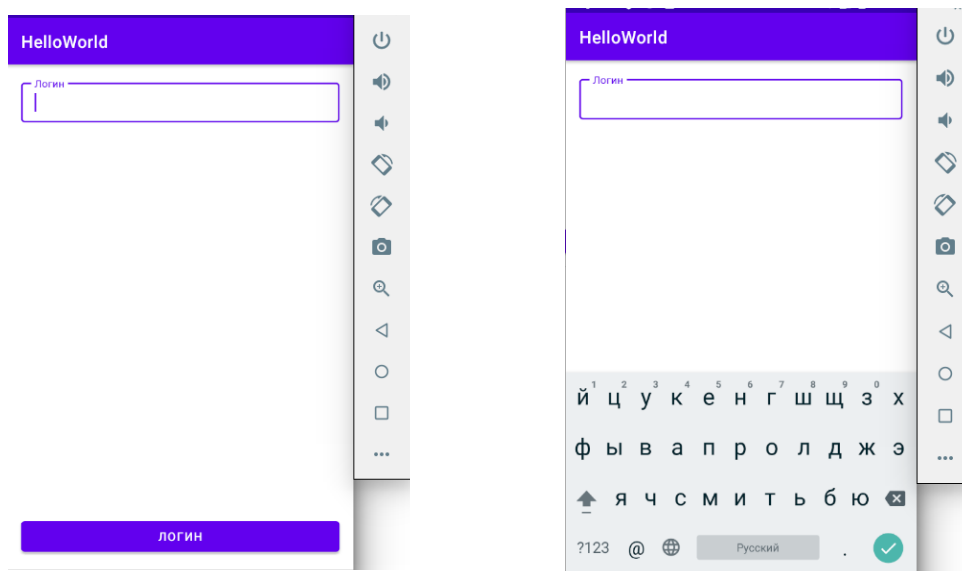 HelloWorld
Логин
ЛОГИН
HelloWorld
Логин
1 2 3 4 5 6 7 8 9 0
й ц у к е н г ш щ з х
ф ы в а п р о л д ж э
я ч с м и т ь б ю
?123 @ Русский .